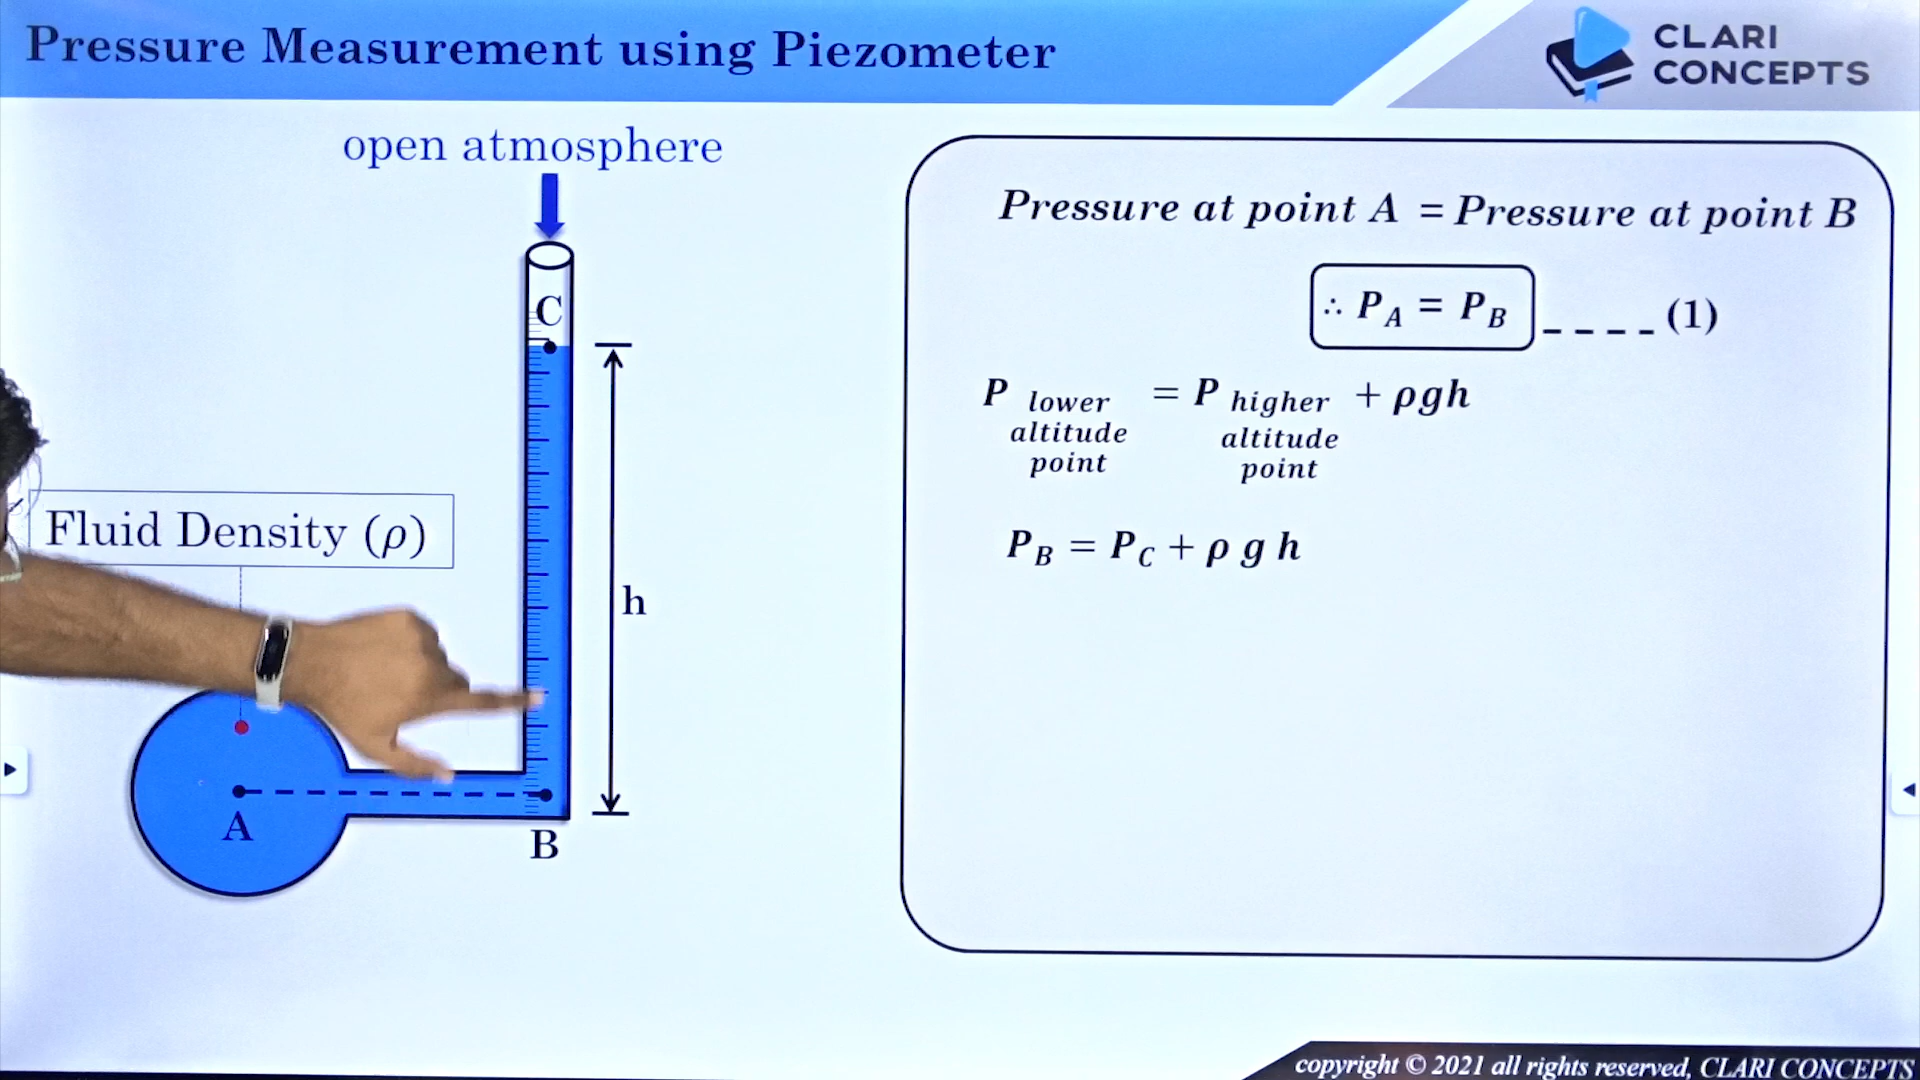 Pressure Measurement using Piezometer
CLARI
CONCEPTS
open atmosphere
C
Fluid Density (ρ)
h
A
B
Pressure at point A = Pressure at point B
∴ P_A = P_B _ _ _ _ (1)
P lower altitude point = P higher altitude point + ρgh
P_B = P_C + ρ g h
copyright © 2021 all rights reserved, CLARI CONCEPTS